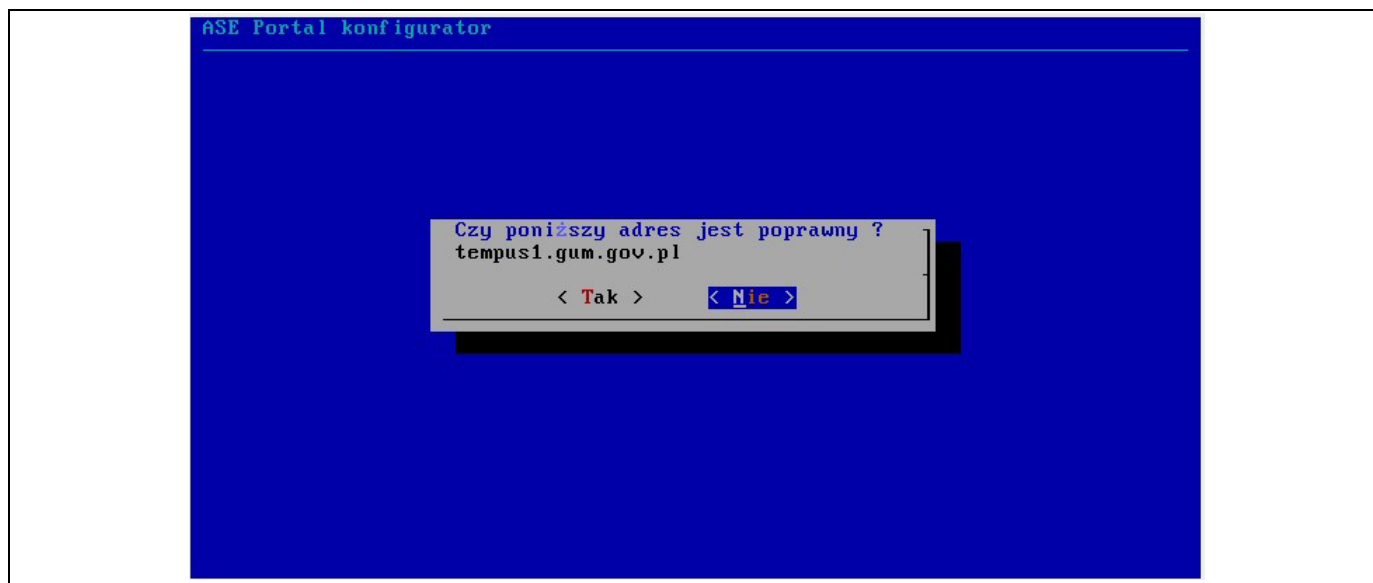 ASE Portal konfigurator
Czy poniższy adres jest poprawny ?
tempus1.gum.gov.pl
< Tak > < Nie >